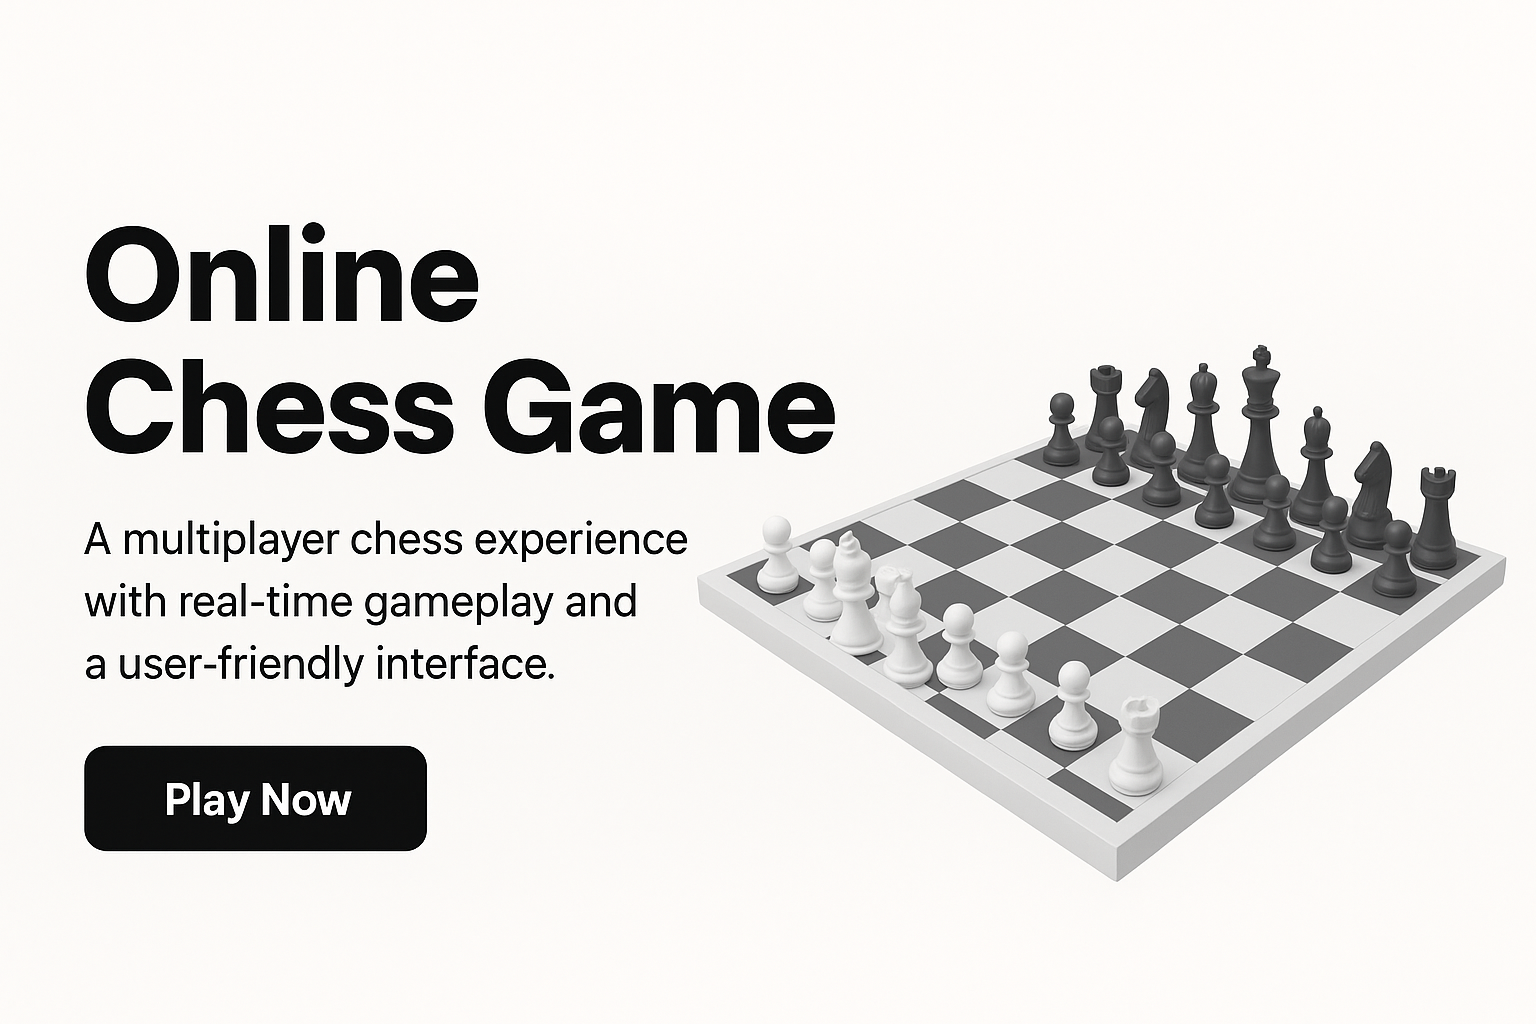 Online
Chess Game
A multiplayer chess experience
with real-time gameplay and
a user-friendly interface.
Play Now